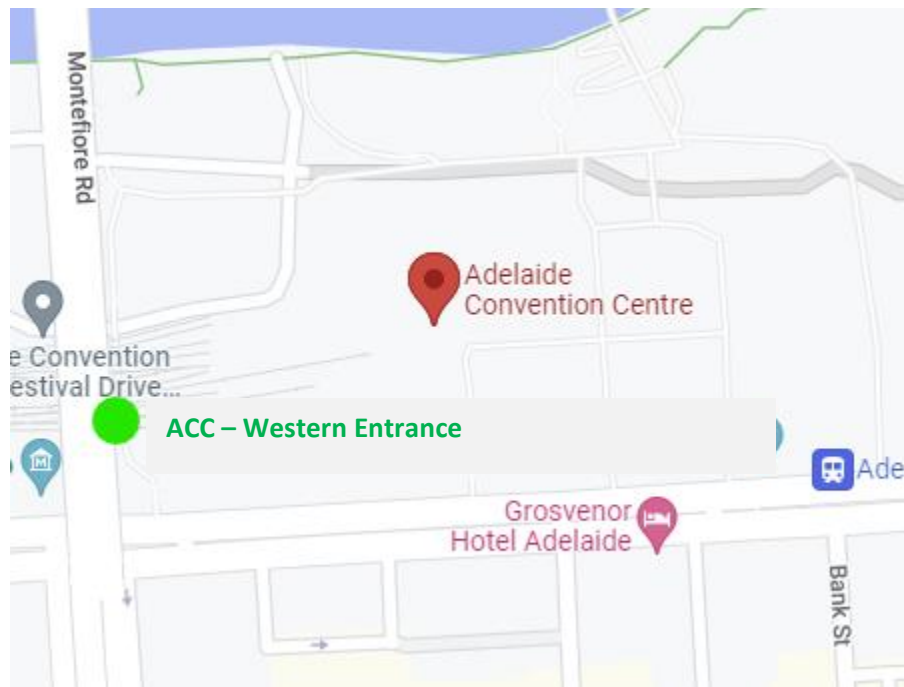 Montefiore Rd
Adelaide
Convention Centre
e Convention
estival Drive...
ACC – Western Entrance
M
Ade
Grosvenor
Hotel Adelaide
Bank St